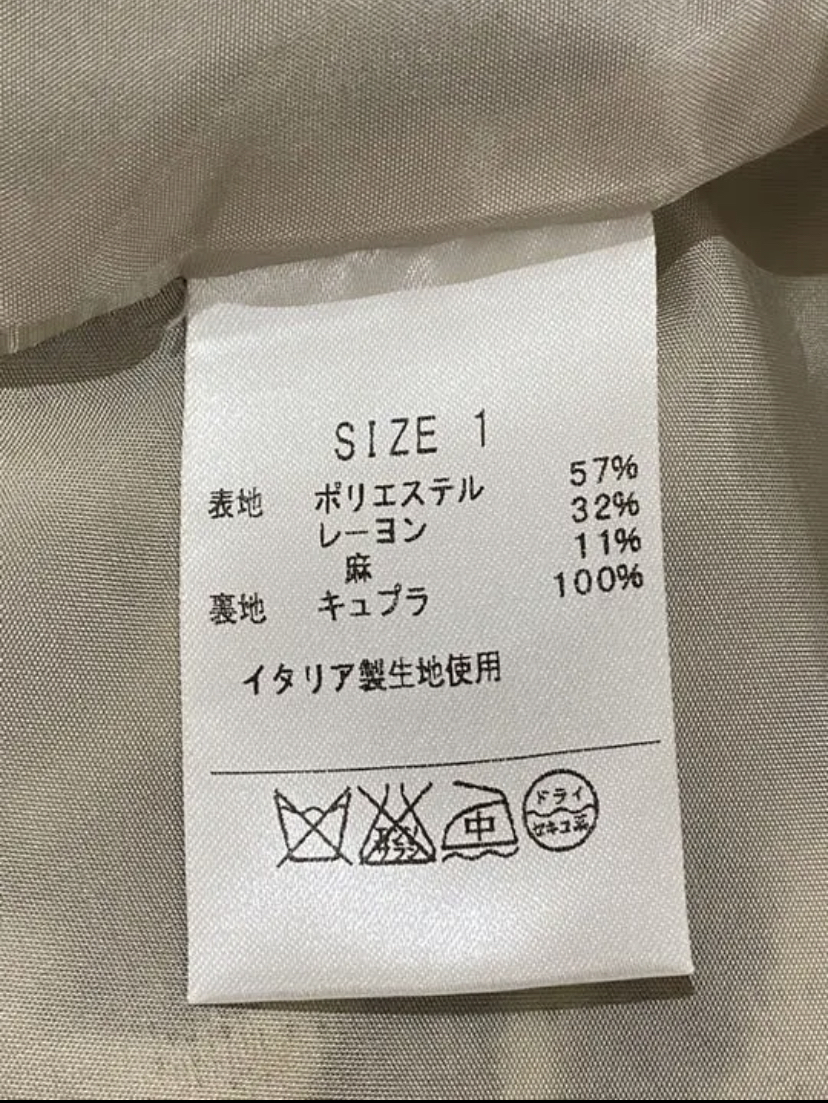 SIZE 1
表地 ポリエステル 57%
レーヨン 32%
麻 11%
裏地 キュプラ 100%
イタリア製生地使用
中
ドライ
セキユ系